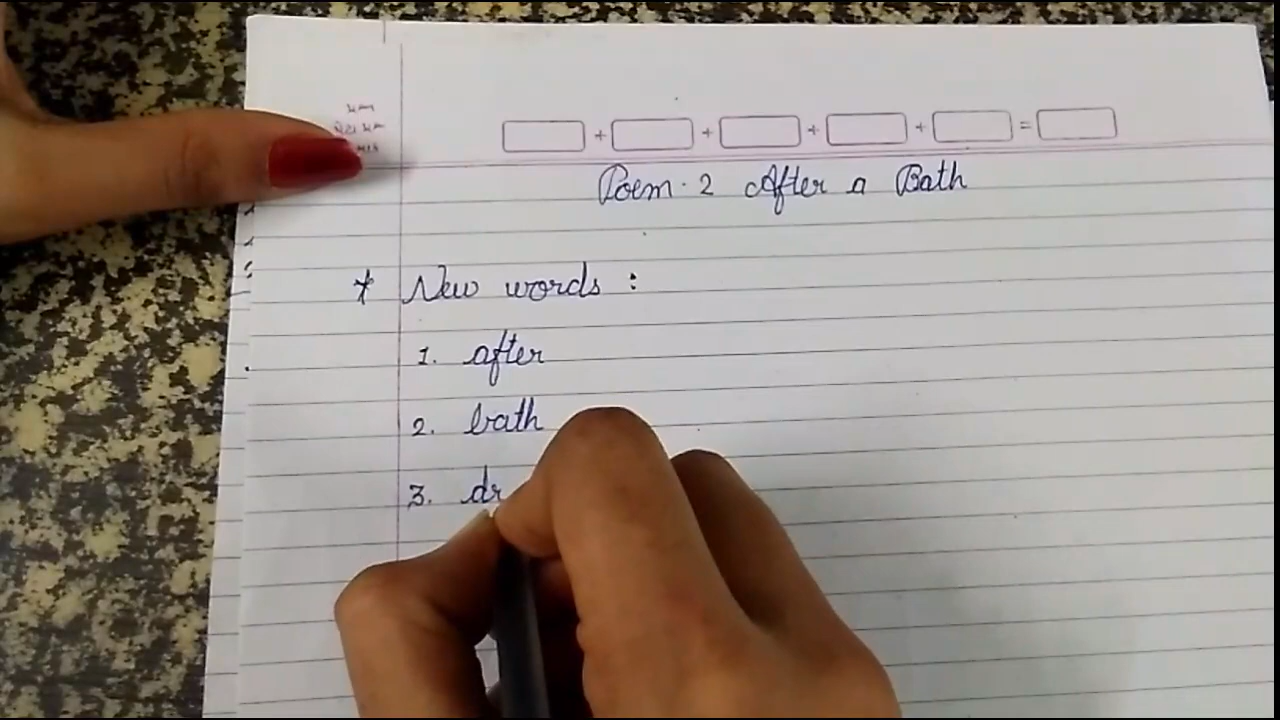 + + + + =
Poem. 2 After a Bath
* New words :
1. after
2. bath
3. dr